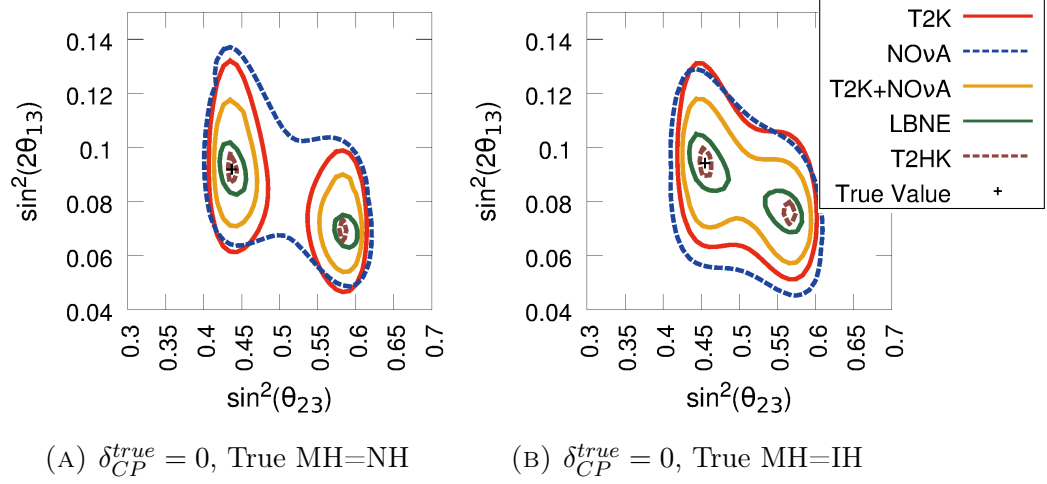 0.14
0.12
0.1
0.08
0.06
0.04
sin²(2θ₁₃)
0.3
0.35
0.4
0.45
0.5
0.55
0.6
0.65
0.7
sin²(θ₂₃)
(A) δ_CP^true = 0, True MH=NH
0.14
0.12
0.1
0.08
0.06
0.04
sin²(2θ₁₃)
0.3
0.35
0.4
0.45
0.5
0.55
0.6
0.65
0.7
sin²(θ₂₃)
(B) δ_CP^true = 0, True MH=IH
T2K
NOνA
T2K+NOνA
LBNE
T2HK
True Value